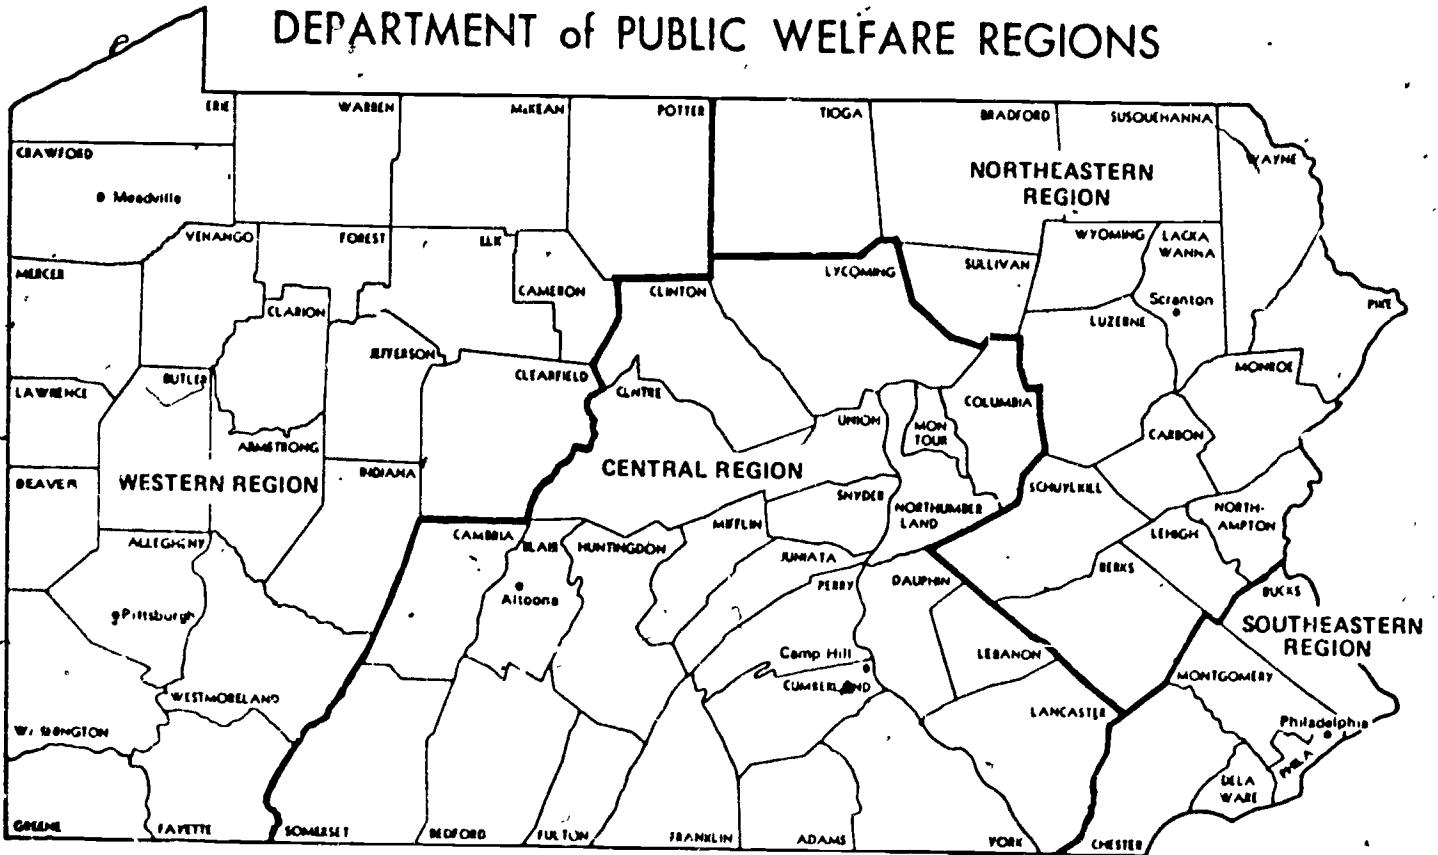 DEPARTMENT of PUBLIC WELFARE REGIONS
ERIE
WARREN
McKEAN
POTTER
TIOGA
BRADFORD
SUSQUEHANNA
CRAWFORD
WAYNE
Meadville
NORTHEASTERN
REGION
VENANGO
FOREST
ELK
WYOMING
LACKA
WANNA
MERCER
CAMERON
CLINTON
LYCOMING
SULLIVAN
CLARION
Scranton
PIKE
LUZERNE
JEFFERSON
BUTLER
CLEARFIELD
MONROE
LAWRENCE
CENTRE
COLUMBIA
UNION
MON
TOUR
CARBON
ARMSTRONG
INDIANA
CENTRAL REGION
BEAVER
WESTERN REGION
SCHUYLKILL
SNYDER
NORTHUMBER
LAND
NORTH-
AMPTON
MIFFLIN
LEHIGH
ALLEGHENY
CAMBRIA
BLAIR
HUNTINGDON
JUNIATA
PERRY
DAUPHIN
BERKS
Altoona
BUCKS
Pittsburgh
SOUTHEASTERN
REGION
Camp Hill
LEBANON
CUMBERLAND
MONTGOMERY
WESTMORELAND
LANCASTER
WASHINGTON
Philadelphia
PHILA
DELA
WARE
GREENE
FAYETTE
SOMERSET
BEDFORD
FULTON
FRANKLIN
ADAMS
YORK
CHESTER